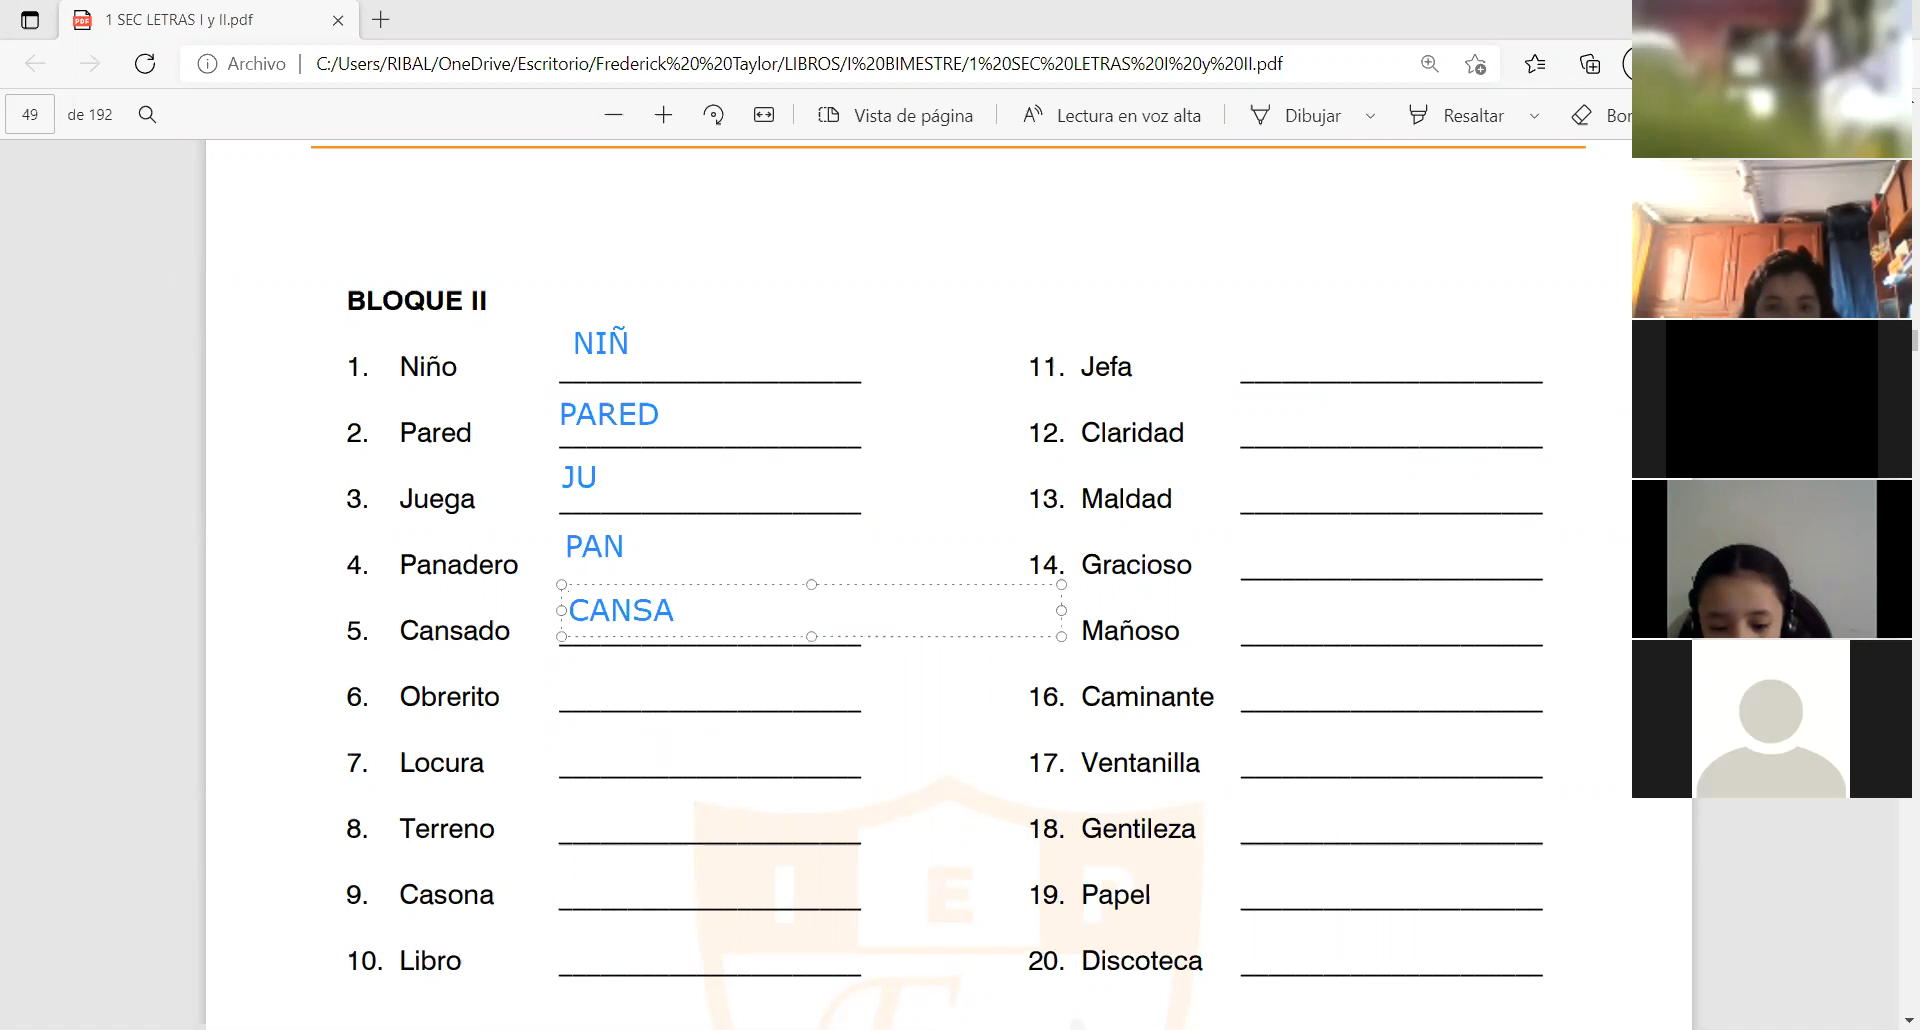 1 SEC LETRAS I y II.pdf
Archivo | C:/Users/RIBAL/OneDrive/Escritorio/Frederick%20%20Taylor/LIBROS/I%20BIMESTRE/1%20SEC%20LETRAS%20I%20y%20II.pdf
49 de 192 Vista de página Lectura en voz alta Dibujar Resaltar Bor
BLOQUE II
NIÑ
1. Niño
PARED
2. Pared
JU
3. Juega
PAN
4. Panadero
CANSA
5. Cansado
6. Obrerito
7. Locura
8. Terreno
9. Casona
10. Libro
11. Jefa
12. Claridad
13. Maldad
14. Gracioso
Mañoso
16. Caminante
17. Ventanilla
18. Gentileza
19. Papel
20. Discoteca
I E P